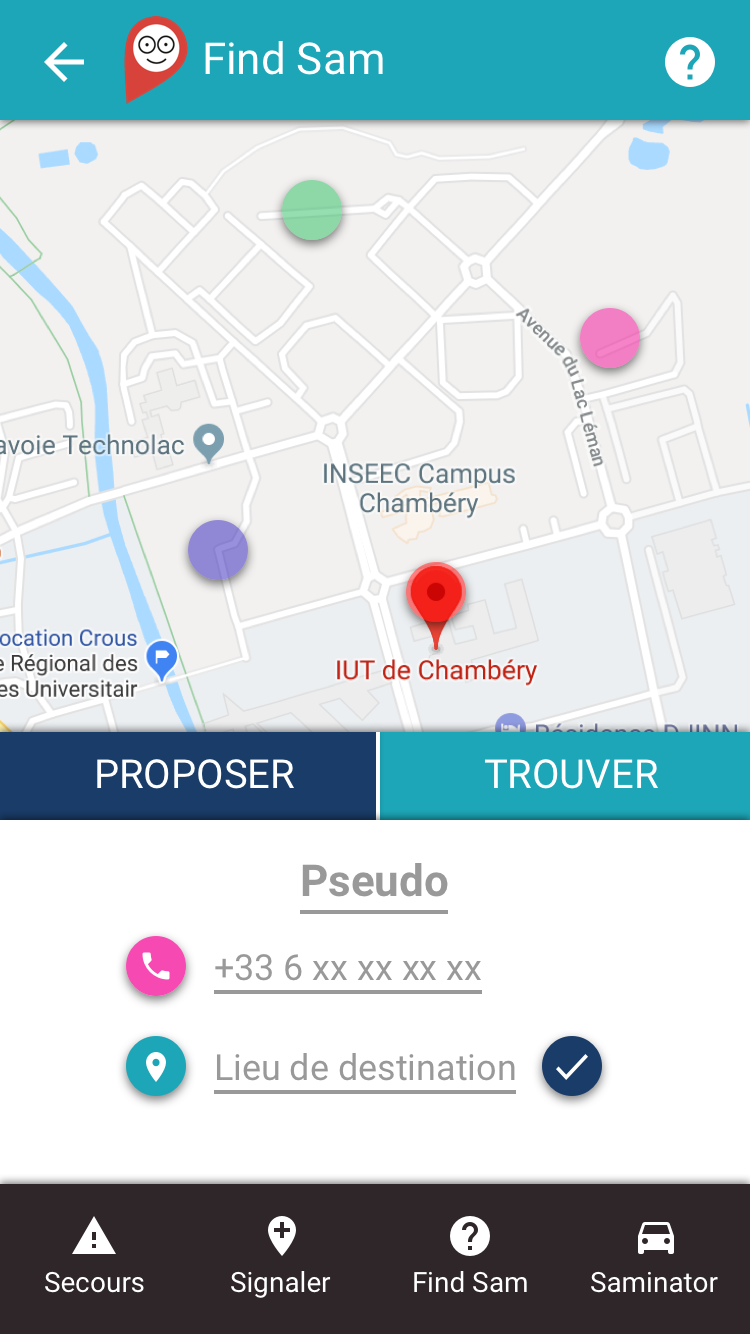 Find Sam
Avenue du Lac Léman
avoie Technolac
INSEEC Campus
Chambéry
ocation Crous
e Régional des
es Universitair
IUT de Chambéry
Résidence DJINN
PROPOSER
TROUVER
Pseudo
+33 6 xx xx xx xx
Lieu de destination
Secours
Signaler
Find Sam
Saminator